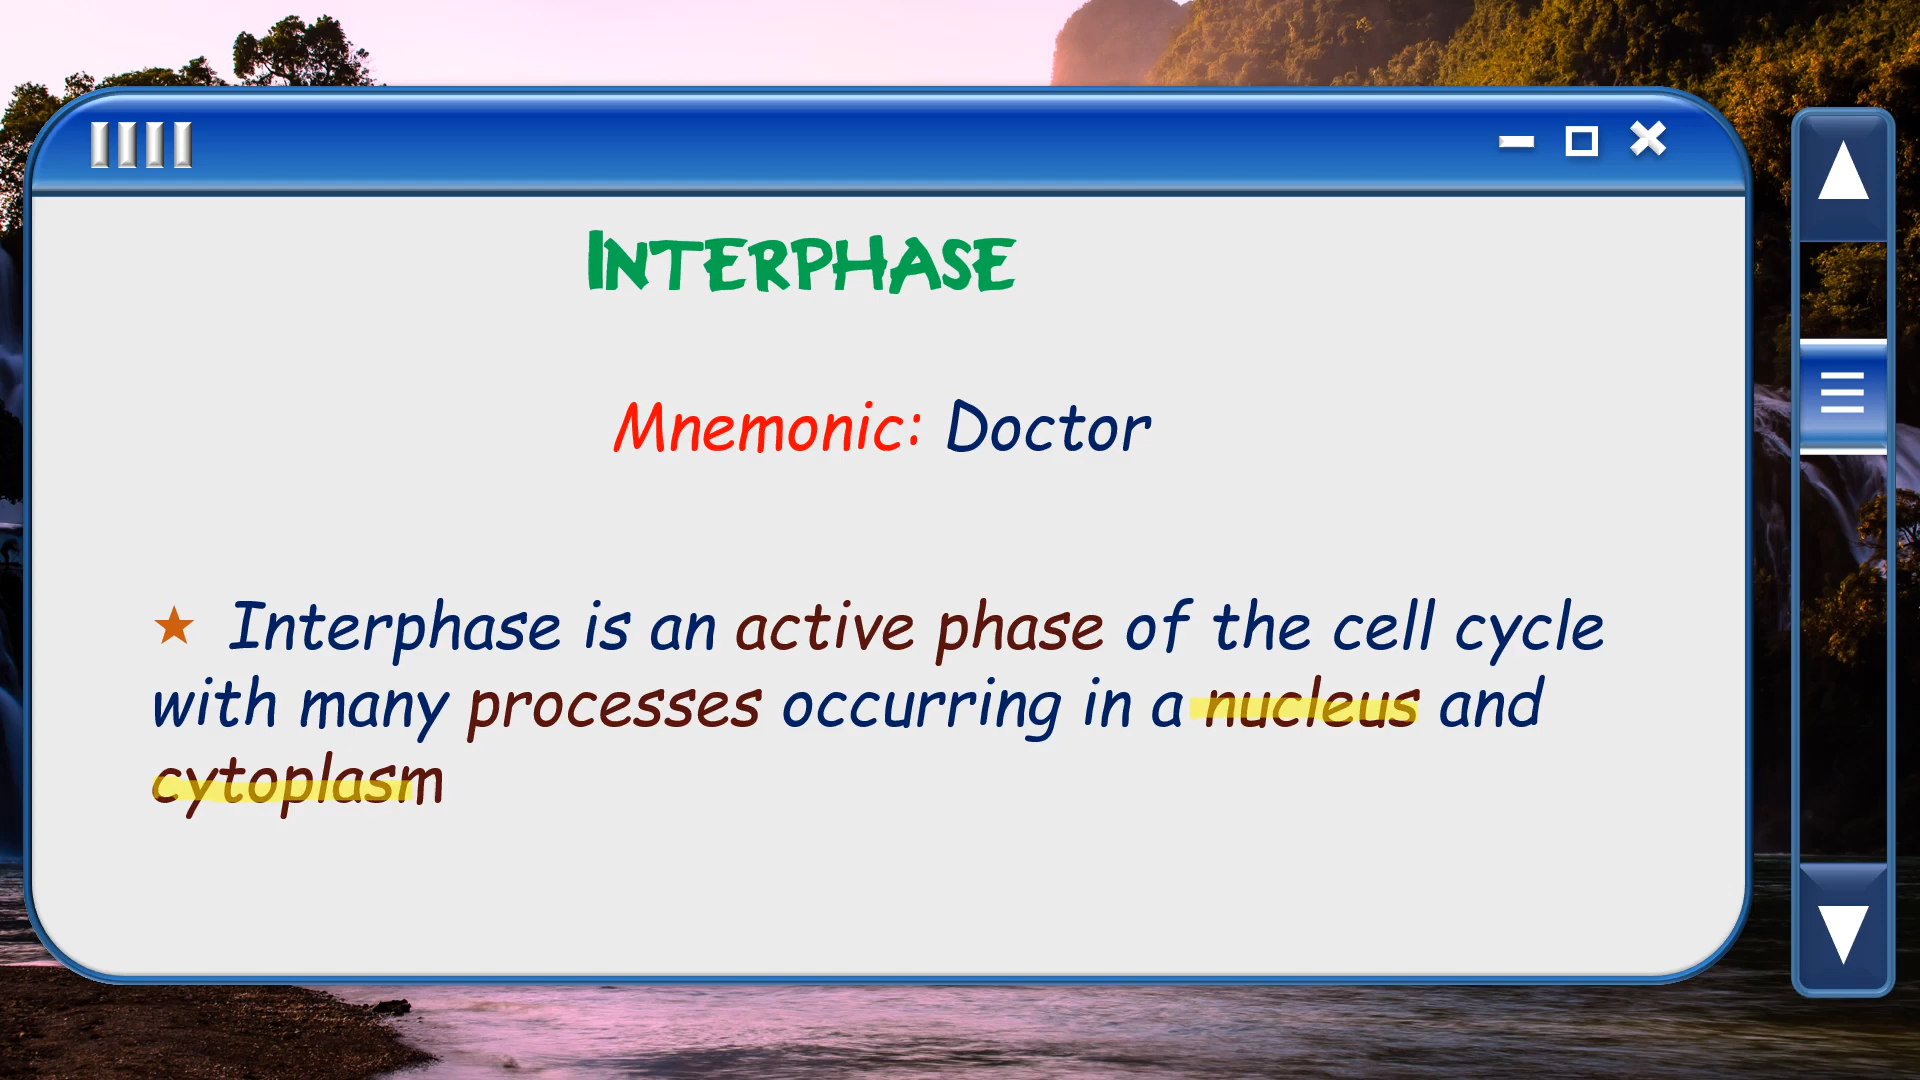 INTERPHASE
Mnemonic: Doctor
★ Interphase is an active phase of the cell cycle
with many processes occurring in a nucleus and
cytoplasm